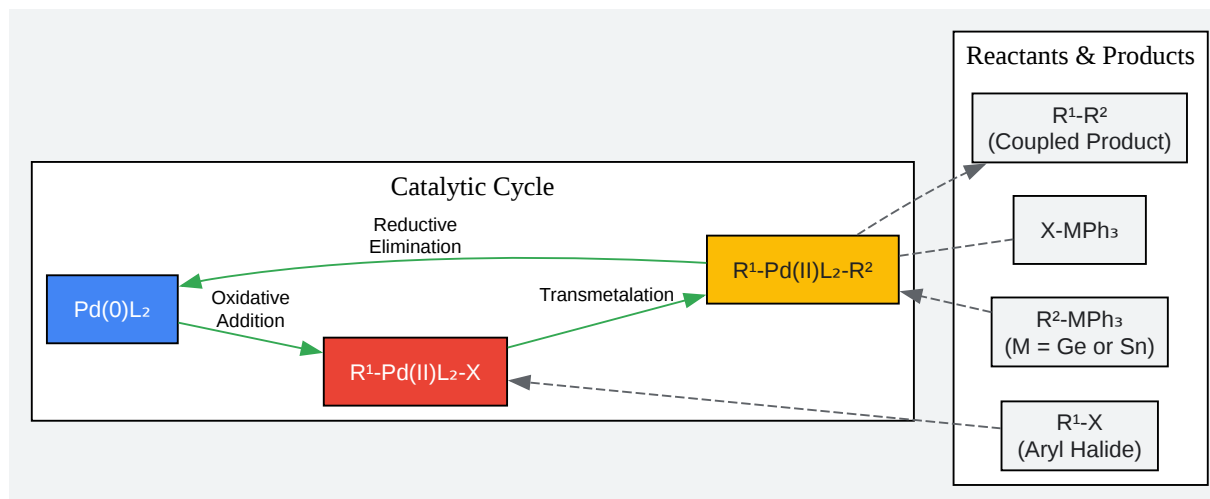 Reactants & Products
R¹-R²
(Coupled Product)
Catalytic Cycle
Reductive
Elimination
X-MPh₃
R¹-Pd(II)L₂-R²
Oxidative
Addition
Transmetalation
Pd(0)L₂
R²-MPh₃
(M = Ge or Sn)
R¹-Pd(II)L₂-X
R¹-X
(Aryl Halide)